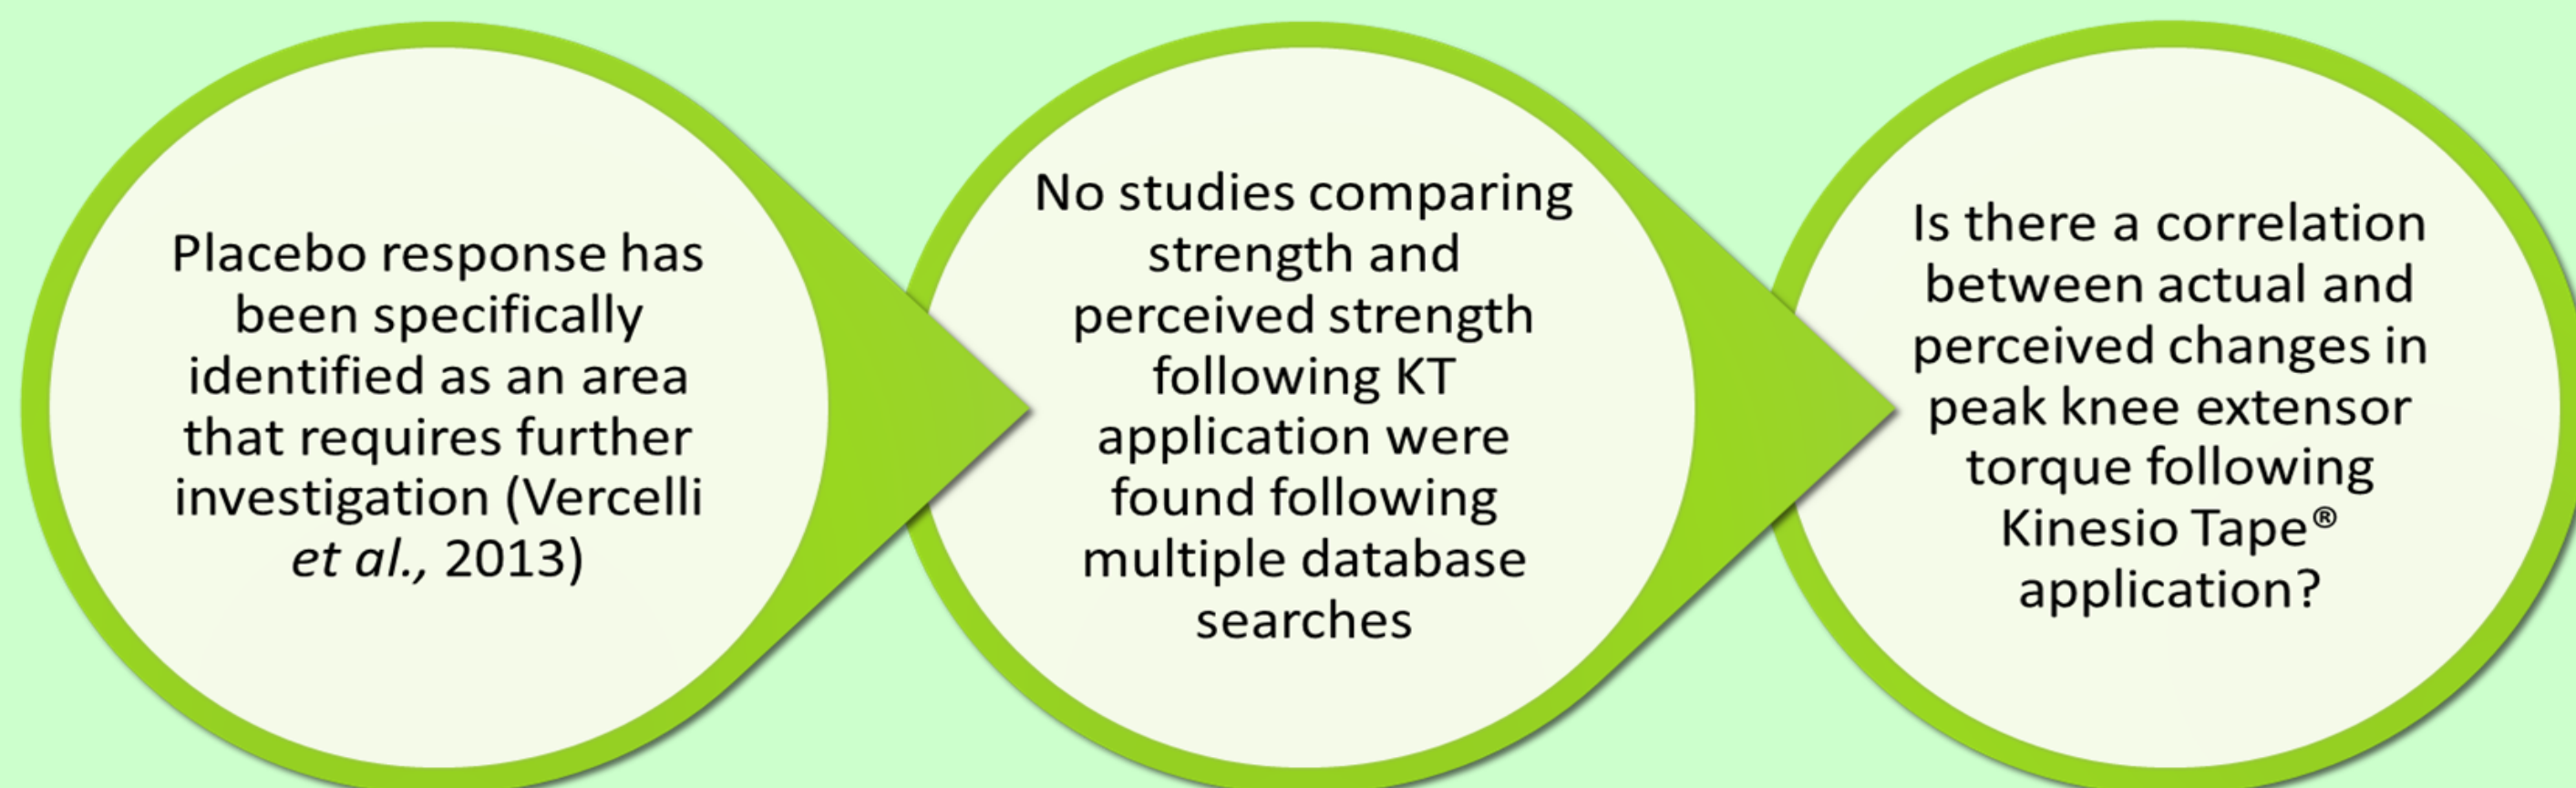 Placebo response has
been specifically
identified as an area
that requires further
investigation (Vercelli
et al., 2013)
No studies comparing
strength and
perceived strength
following KT
application were
found following
multiple database
searches
Is there a correlation
between actual and
perceived changes in
peak knee extensor
torque following
Kinesio Tape®
application?